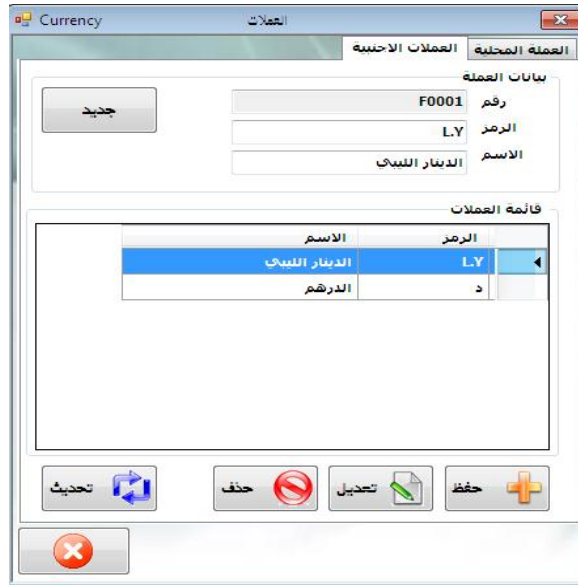 Currency العملات
العملة المحلية العملات الاجنبية
بيانات العملة
رقم F0001
جديد
الرمز L.Y
الاسم الدينار الليبي
قائمة العملات
الرمز الاسم
L.Y الدينار الليبي
د الدرهم
حفظ تعديل حذف تحديث